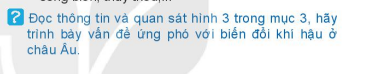 ? Đọc thông tin và quan sát hình 3 trong mục 3, hãy
trình bày vấn đề ứng phó với biến đổi khí hậu ở
châu Âu.